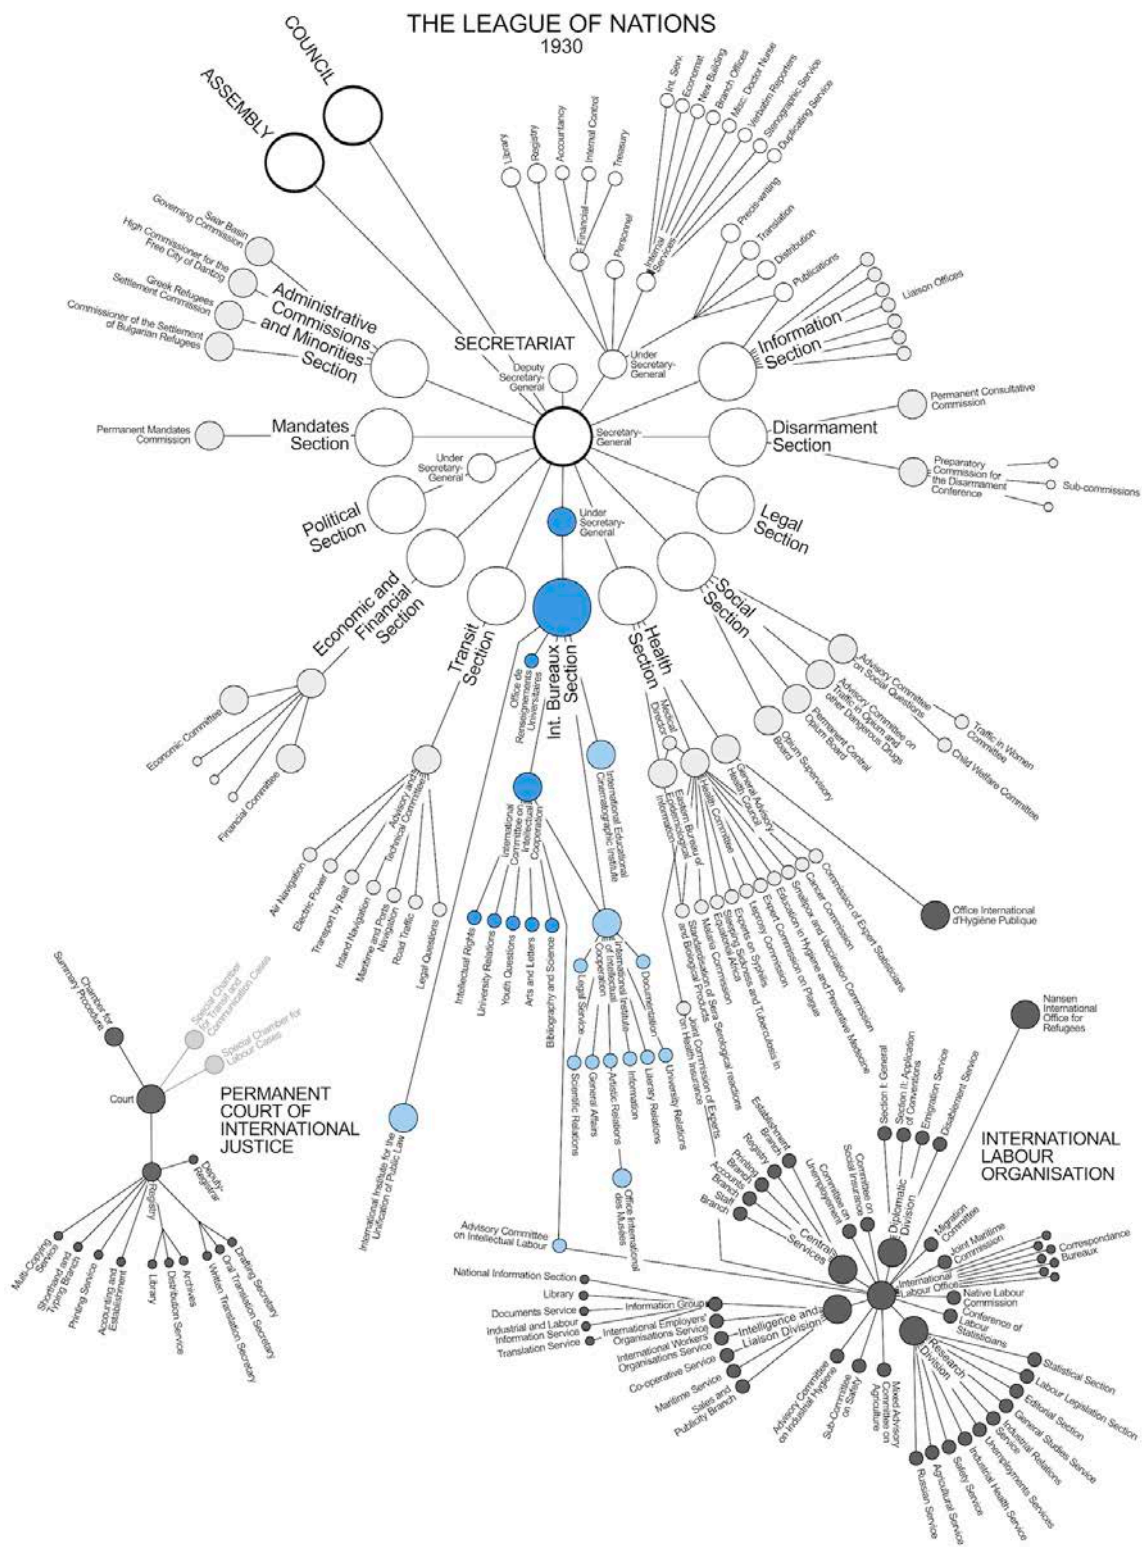 THE LEAGUE OF NATIONS
1930
COUNCIL
ASSEMBLY
Library
Registry
Accountancy
Internal Control
Treasury
Financial
Personnel
Int. Serv.
Economat
New Building
Branch Offices
Misc. Doctor Nurse
Verbatim Reporters
Stenographic Service
Duplicating Service
Internal
Services
Precis-writing
Translation
Distribution
Publications
Liaison Offices
Information
Section
Saar Basin
Governing Commission
High Commissioner for the
Free City of Dantzig
Greek Refugees
Settlement Commission
Commissioner of the Settlement
of Bulgarian Refugees
Administrative
Commissions
and Minorities
Section
SECRETARIAT
Deputy
Secretary-
General
Under
Secretary-
General
Permanent Consultative
Commission
Permanent Mandates
Commission
Mandates
Section
Secretary-
General
Disarmament
Section
Preparatory
Commission for
the Disarmament
Conference
Sub-commissions
Under
Secretary-
General
Political
Section
Under
Secretary-
General
Legal
Section
Economic and
Financial
Section
Transit
Section
Int. Bureaux
Section
Health
Section
Social
Section
Economic Committee
Financial Committee
Office de
Renseignements
Universitaires
Medical
Director
Advisory Committee
on Social Questions
Advisory Committee on
Traffic in Opium and
other Dangerous Drugs
Permanent Central
Opium Board
Opium Supervisory
Board
Traffic in Women
Committee
Child Welfare Committee
Advisory and
Technical Committee
Air Navigation
Electric Power
Transport by Rail
Inland Navigation
Maritime and Ports
Navigation
Road Traffic
Legal Questions
International
Committee on
Intellectual
Cooperation
International Educational
Cinematographic Institute
Intellectual Rights
University Relations
Youth Questions
Arts and Letters
Bibliography and Science
International Institute
of Intellectual
Cooperation
Legal Service
Documentation
Scientific Relations
General Affairs
Artistic Relations
Information
Literary Relations
University Relations
Office International
des Musées
International Institute for the
Unification of Public Law
Eastern Bureau of
Epidemiological
Information
Health Committee
General Advisory
Health Council
Commission of Expert Statisticians
Cancer Commission
Smallpox and Vaccination Commission
Education in Hygiene and Preventive Medicine
Expert Commission on Plague
Leprosy Commission
Experts on Syphilis
Sleeping Sickness and Tuberculosis in
Equatorial Africa
Malaria Commission
Standardisation of Sera Serological reactions
and Biological Products
Joint Commission of Experts
on Health Insurance
Office International
d'Hygiène Publique
Nansen
International
Office for
Refugees
Chamber for
Summary
Procedure
Special Chamber
for Transit and
Communication Cases
Special Chamber for
Labour Cases
Court
PERMANENT
COURT OF
INTERNATIONAL
JUSTICE
Registry
Deputy-
Registrar
Multi-Copying
Service
Shorthand and
Typing Branch
Printing Service
Accounting and
Establishment
Library
Distribution Service
Archives
Written Translation Secretary
Oral Translation Secretary
Drafting Secretary
INTERNATIONAL
LABOUR
ORGANISATION
Section I: General
Section II: Application
of Conventions
Emigration Service
Disablement Service
Diplomatic
Division
Establishment
Branch
Registry
Printing
Branch
Accounts
Branch
Staff
Branch
Central
Services
Committee on
Unemployement
Committee on
Social Insurance
Migration
Committee
Joint Maritime
Commission
Correspondance
Bureaux
International
Labour Office
Native Labour
Commission
Conference of
Labour
Statisticians
Advisory Committee
on Intellectual Labour
National Information Section
Library
Documents Service
Industrial and Labour
Information Service
Translation Service
Information Group
International Employers'
Organisations Service
International Workers'
Organisations Service
Co-operative Service
Maritime Service
Sales and
Publicity Branch
Intelligence and
Liaison Division
Advisory Committee
on Industrial Hygiene
Sub-Committee
on Safety
Mixed Advisory
Committee on
Agriculture
Research
Division
Statistical Section
Labour Legislation Section
Editorial Section
General Studies Service
Industrial Relations
Service
Unemployments Services
Industrial Health Service
Safety Service
Agricultural Service
Russian Service